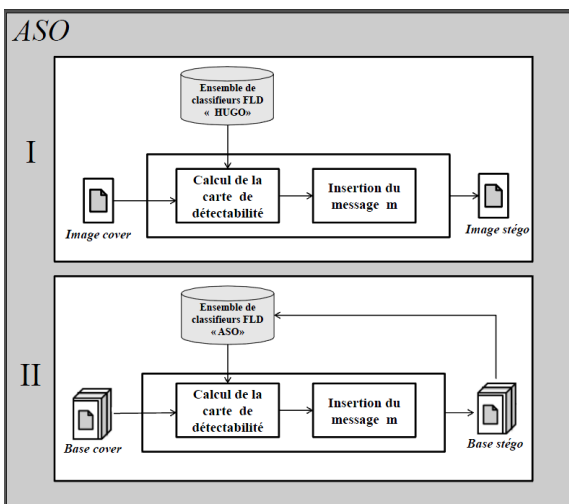 ASO
I
Ensemble de
classifieurs FLD
« HUGO»
Calcul de la
carte de
détectabilité
Insertion du
message m
Image cover
Image stégo
II
Ensemble de
classifieurs FLD
« ASO»
Calcul de la
carte de
détectabilité
Insertion du
message m
Base cover
Base stégo